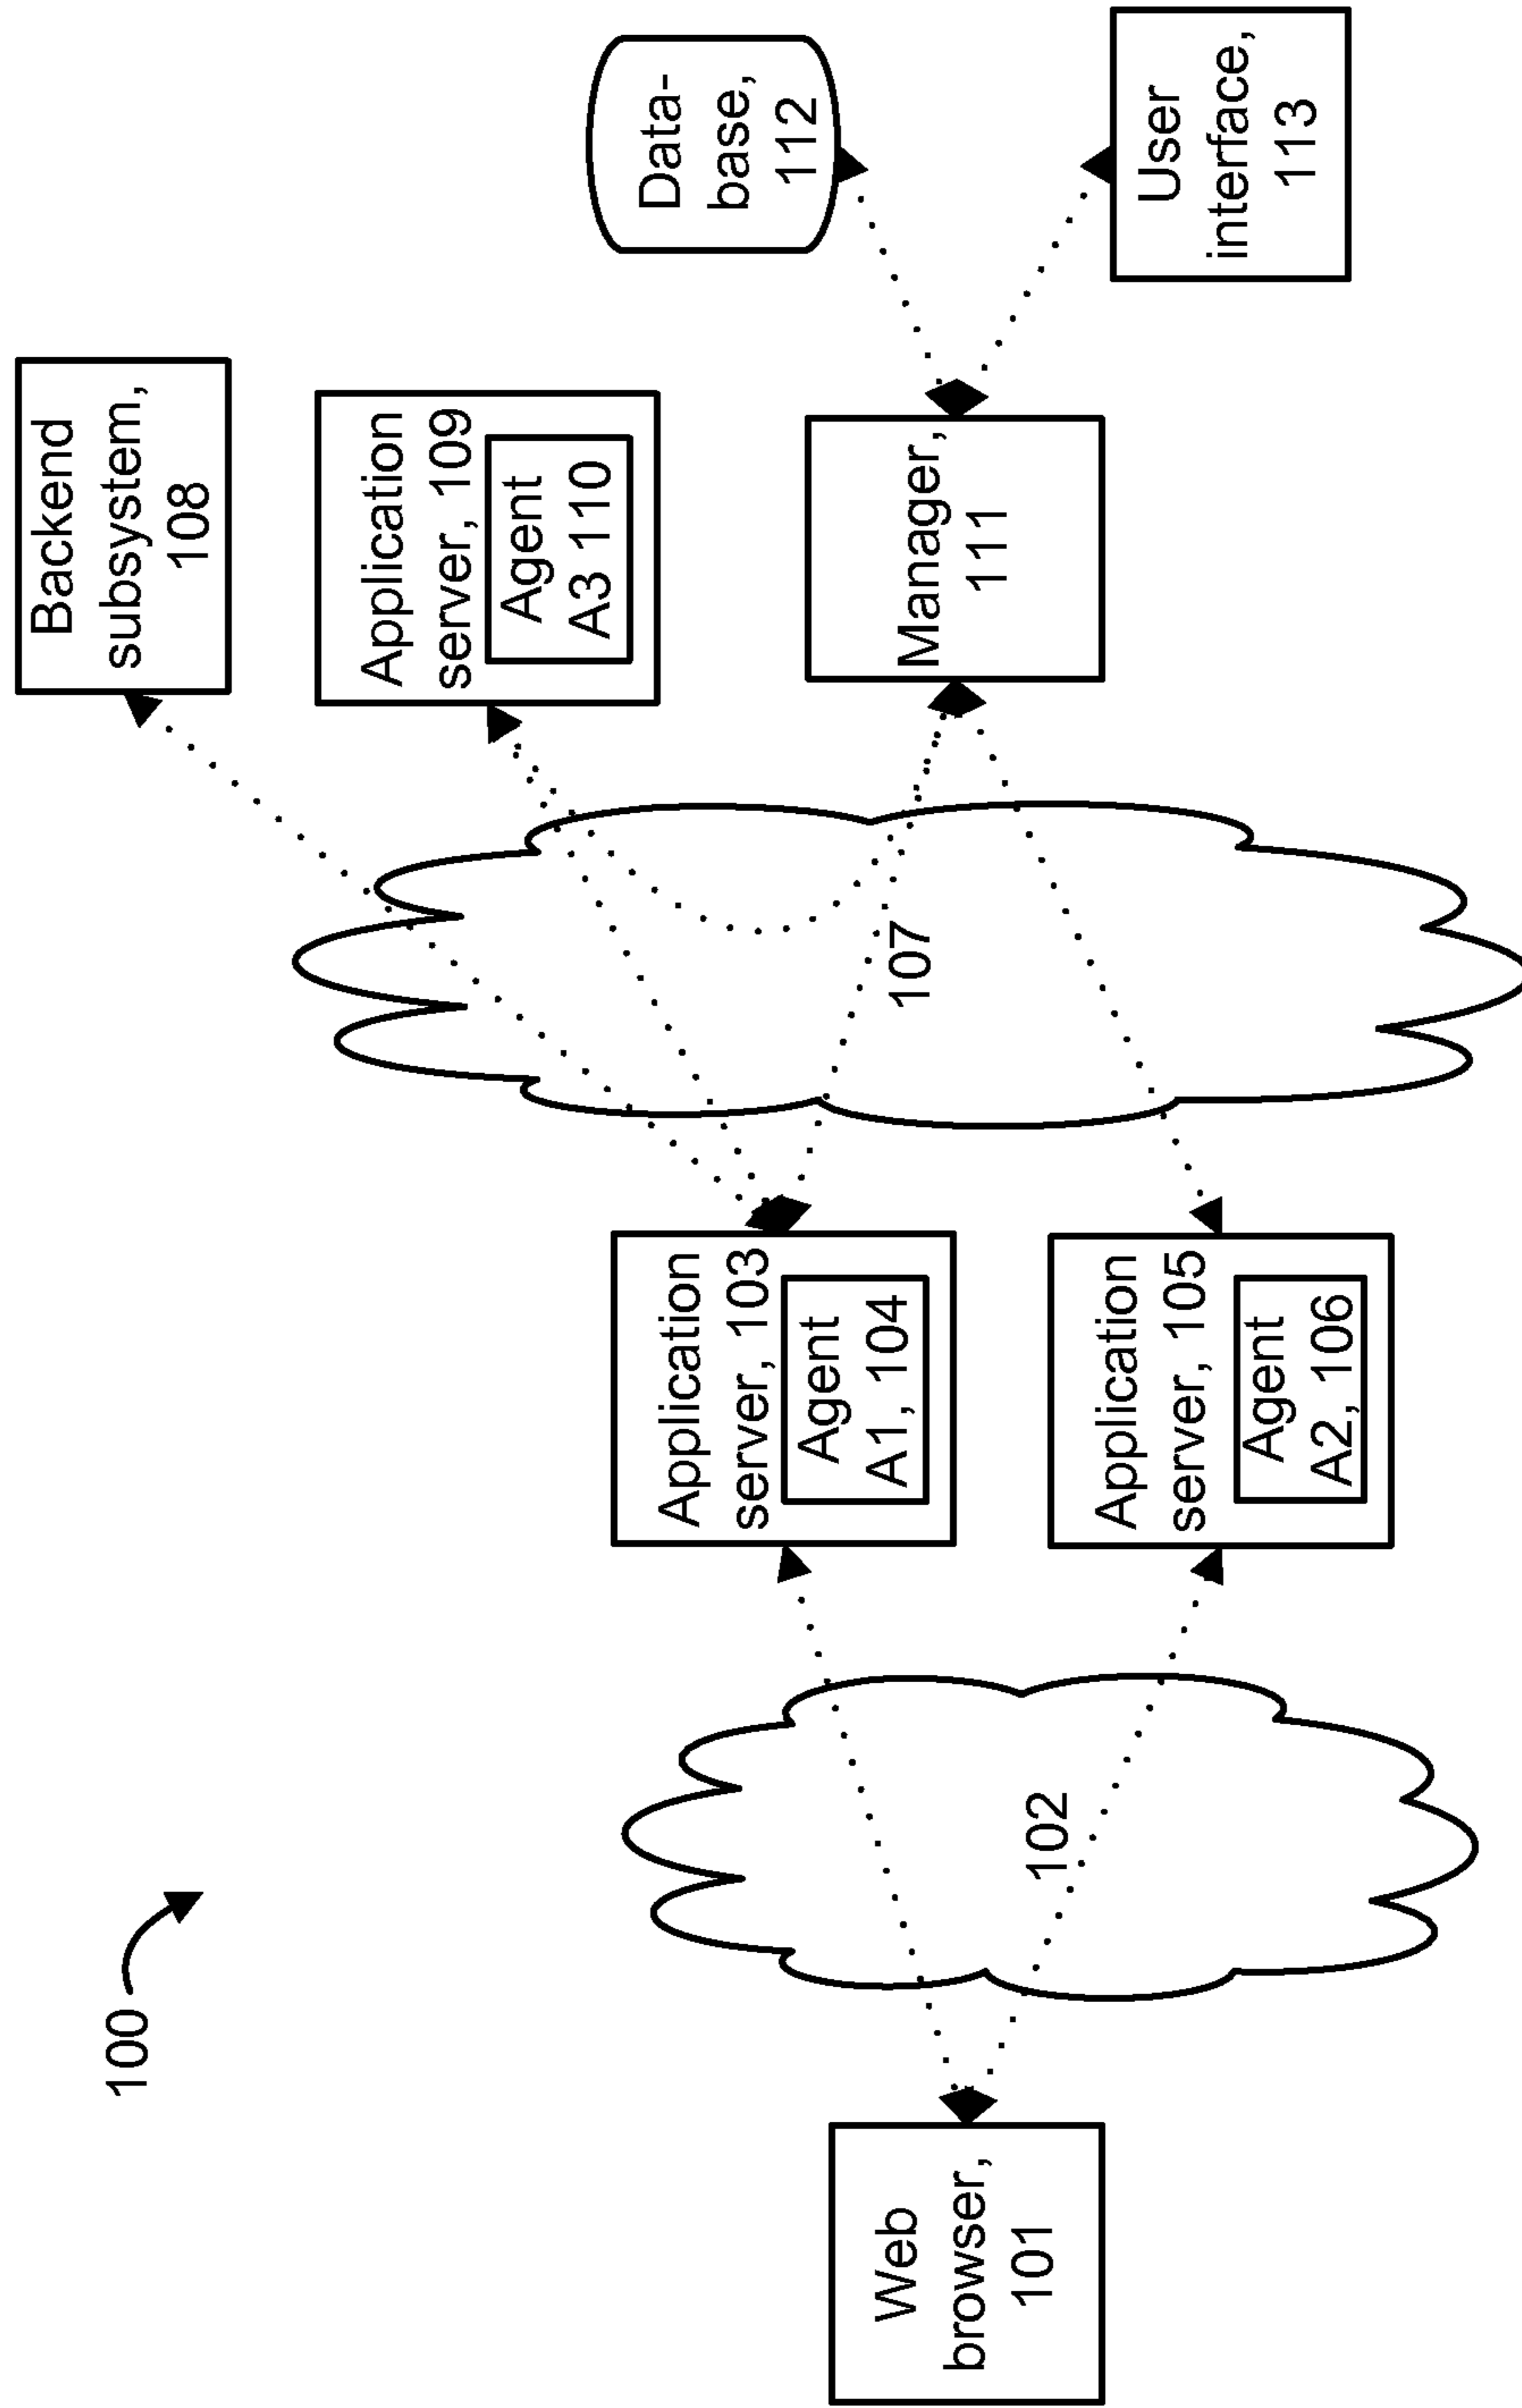 100
Web
browser,
101
102
Application
server, 103
Agent
A1, 104
Application
server, 105
Agent
A2, 106
107
Backend
subsystem,
108
Application
server, 109
Agent
A3 110
Manager,
111
Data-
base,
112
User
interface,
113